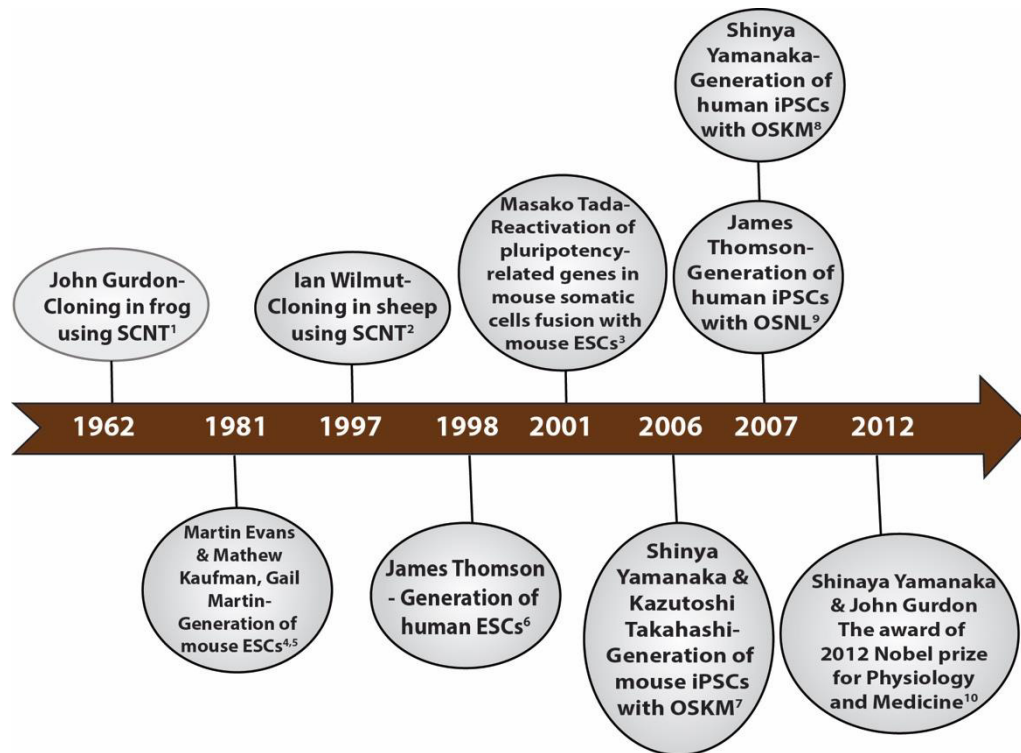 Shinya
Yamanaka-
Generation of
human iPSCs
with OSKM⁸
Masako Tada-
Reactivation of
pluripotency-
related genes in
mouse somatic
cells fusion with
mouse ESCs³
James
Thomson-
Generation of
human iPSCs
with OSNL⁹
John Gurdon-
Cloning in frog
using SCNT¹
Ian Wilmut-
Cloning in sheep
using SCNT²
1962 1981 1997 1998 2001 2006 2007 2012
Martin Evans
& Mathew
Kaufman, Gail
Martin-
Generation of
mouse ESCs⁴,⁵
James Thomson
- Generation of
human ESCs⁶
Shinya
Yamanaka &
Kazutoshi
Takahashi-
Generation of
mouse iPSCs
with OSKM⁷
Shinaya Yamanaka
& John Gurdon
The award of
2012 Nobel prize
for Physiology
and Medicine¹⁰